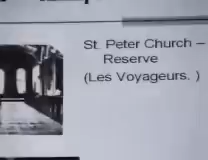 St. Peter Church –
Reserve
(Les Voyageurs. )